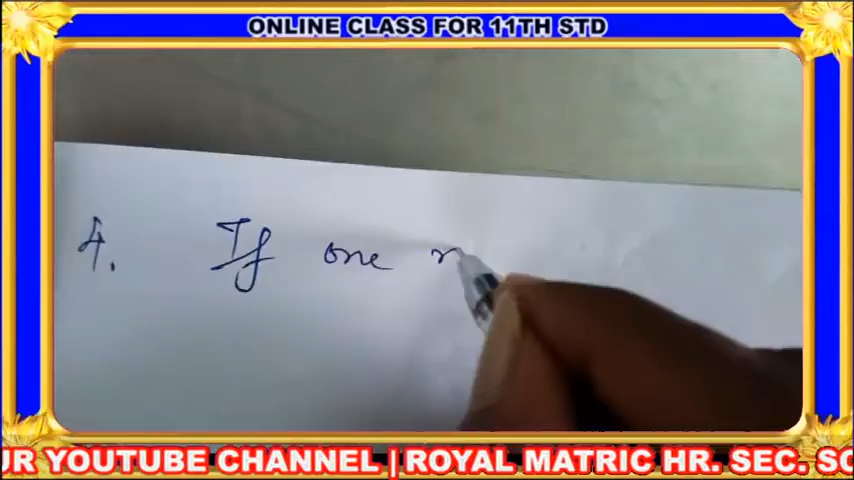 ONLINE CLASS FOR 11TH STD
4. If one r
UR YOUTUBE CHANNEL | ROYAL MATRIC HR. SEC. SC